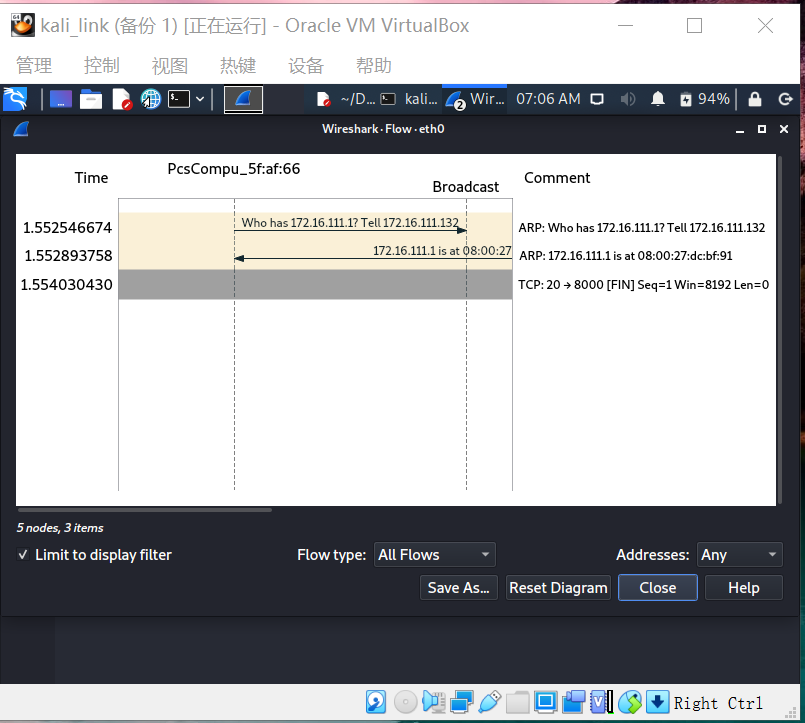 kali_link (备份 1) [正在运行] - Oracle VM VirtualBox
管理 控制 视图 热键 设备 帮助
~/D... kali... Wir... 07:06 AM 94%
2
Wireshark · Flow · eth0
Time PcsCompu_5f:af:66 Broadcast Comment
1.552546674 Who has 172.16.111.1? Tell 172.16.111.132 ARP: Who has 172.16.111.1? Tell 172.16.111.132
1.552893758 172.16.111.1 is at 08:00:27 ARP: 172.16.111.1 is at 08:00:27:dc:bf:91
1.554030430 TCP: 20 → 8000 [FIN] Seq=1 Win=8192 Len=0
5 nodes, 3 items
✓ Limit to display filter Flow type: All Flows Addresses: Any
Save As... Reset Diagram Close Help
Right Ctrl